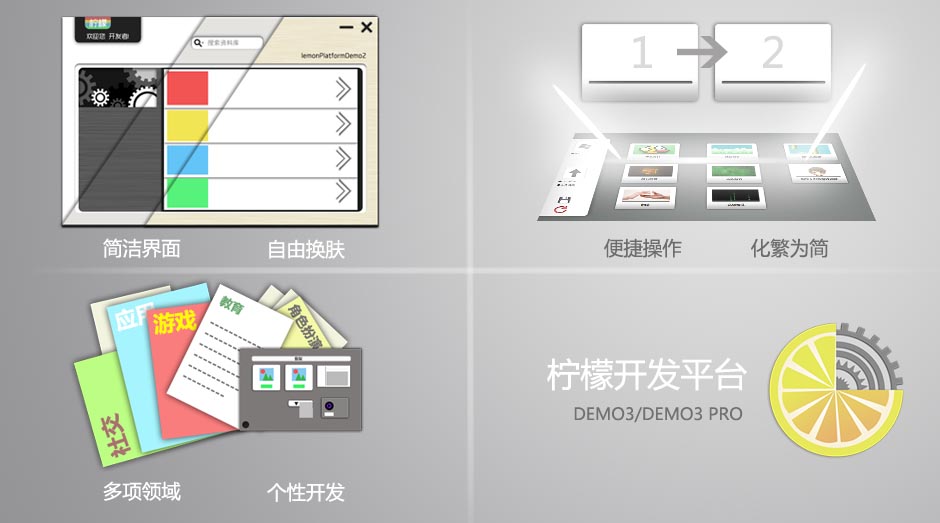 柠檬
欢迎您 开发者!
搜索资料库
lemonPlatformDemo2
简洁界面
自由换肤
1
2
便捷操作
化繁为简
应用
游戏
教育
角色扮演
社交
多项领域
个性开发
柠檬开发平台
DEMO3/DEMO3 PRO